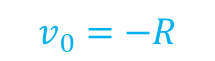 v₀ = −R